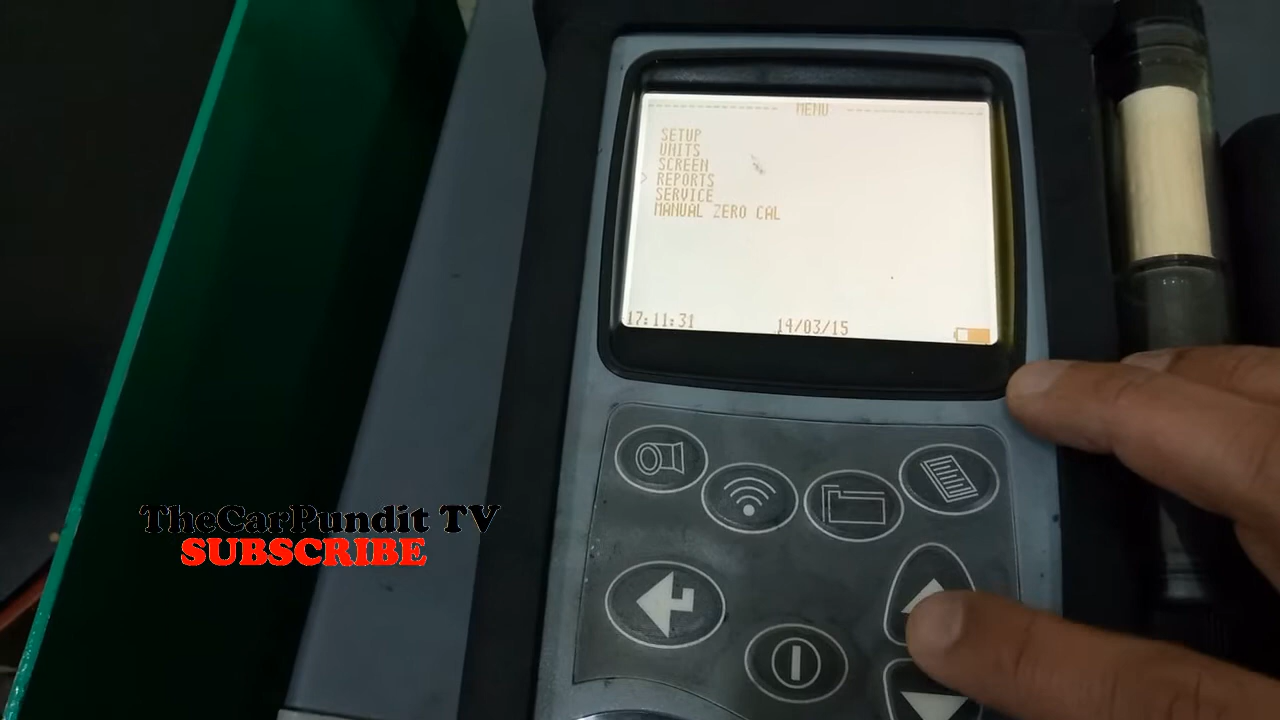 MENU
SETUP
UNITS
SCREEN
> REPORTS
SERVICE
MANUAL ZERO CAL
17:11:31 14/03/15
TheCarPundit TV
SUBSCRIBE